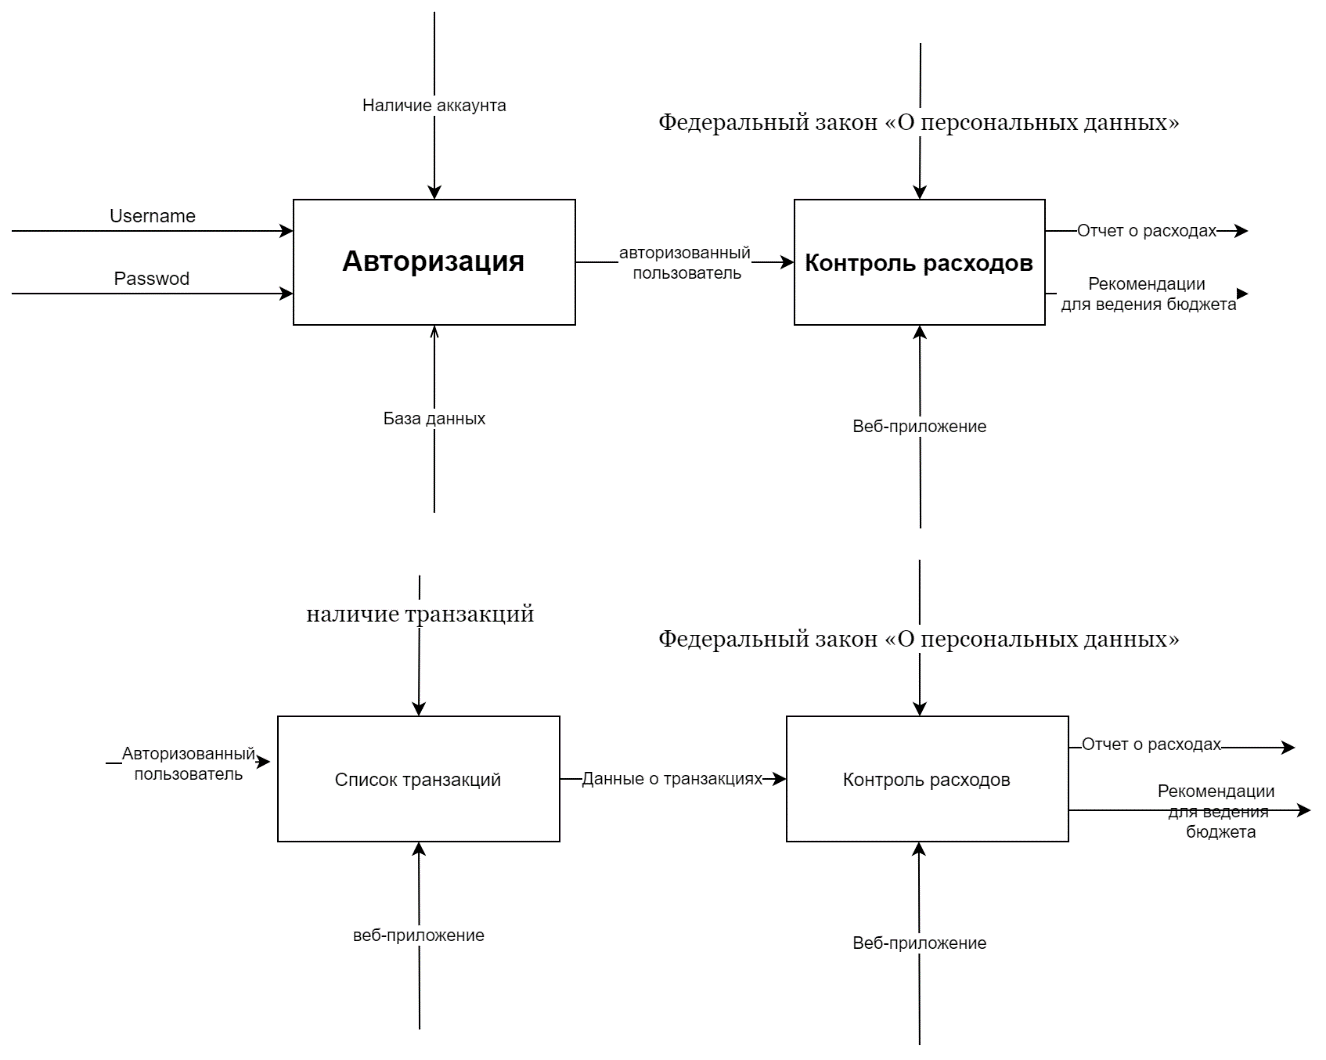 Наличие аккаунта
Федеральный закон «О персональных данных»
Username
Passwod
Авторизация
авторизованный
пользователь
Контроль расходов
Отчет о расходах
Рекомендации
для ведения бюджета
База данных
Веб-приложение
наличие транзакций
Федеральный закон «О персональных данных»
Авторизованный
пользователь
Список транзакций
Данные о транзакциях
Контроль расходов
Отчет о расходах
Рекомендации
для ведения
бюджета
веб-приложение
Веб-приложение